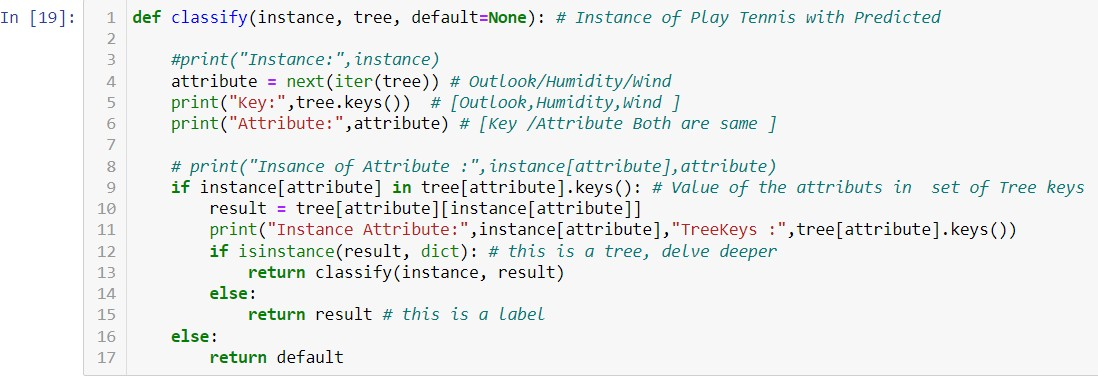 In [19]:
1 def classify(instance, tree, default=None): # Instance of Play Tennis with Predicted
2
3     #print("Instance:",instance)
4     attribute = next(iter(tree)) # Outlook/Humidity/Wind
5     print("Key:",tree.keys())  # [Outlook,Humidity,Wind ]
6     print("Attribute:",attribute) # [Key /Attribute Both are same ]
7
8     # print("Insance of Attribute :",instance[attribute],attribute)
9     if instance[attribute] in tree[attribute].keys(): # Value of the attributs in  set of Tree keys
10         result = tree[attribute][instance[attribute]]
11         print("Instance Attribute:",instance[attribute],"TreeKeys :",tree[attribute].keys())
12         if isinstance(result, dict): # this is a tree, delve deeper
13             return classify(instance, result)
14         else:
15             return result # this is a label
16     else:
17         return default